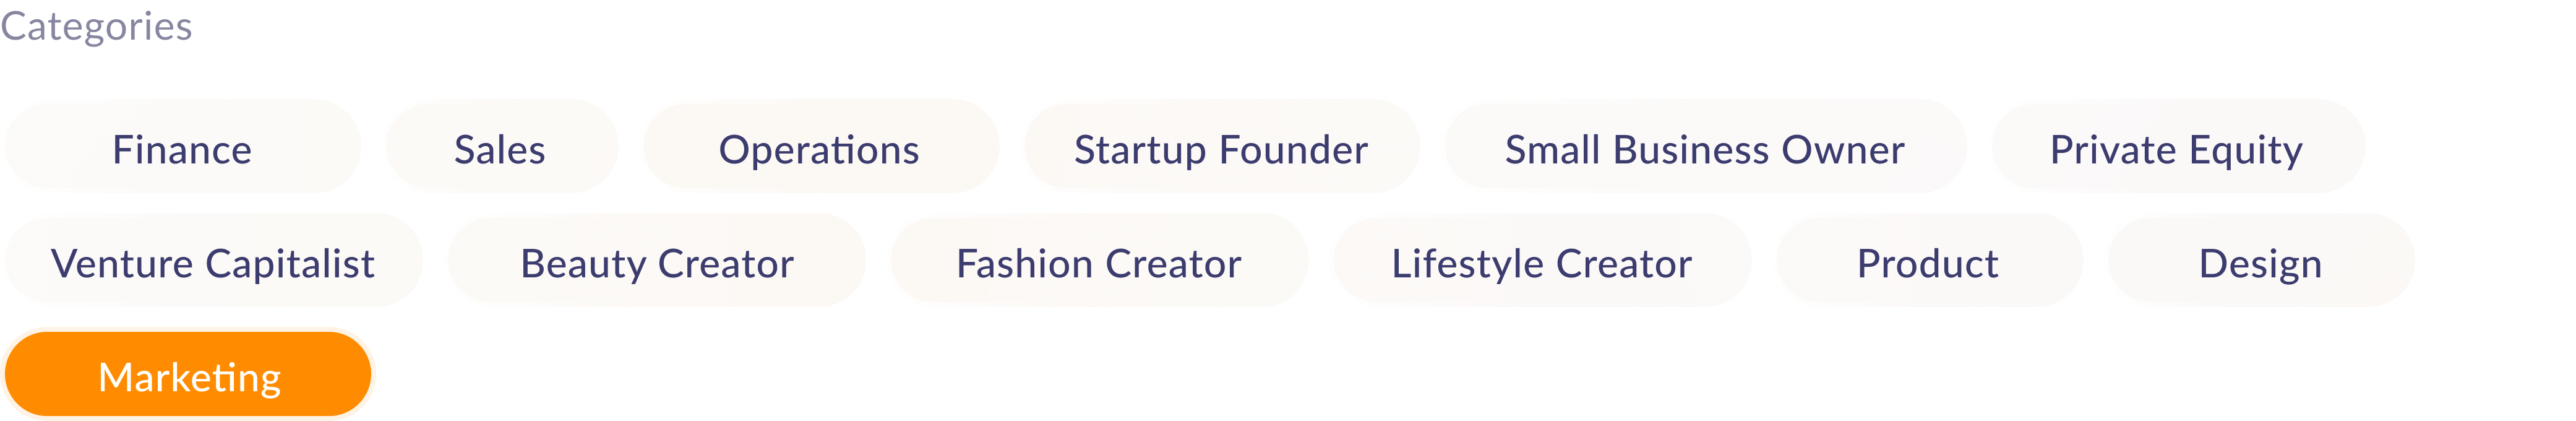 Categories
Finance Sales Operations Startup Founder Small Business Owner Private Equity
Venture Capitalist Beauty Creator Fashion Creator Lifestyle Creator Product Design
Marketing